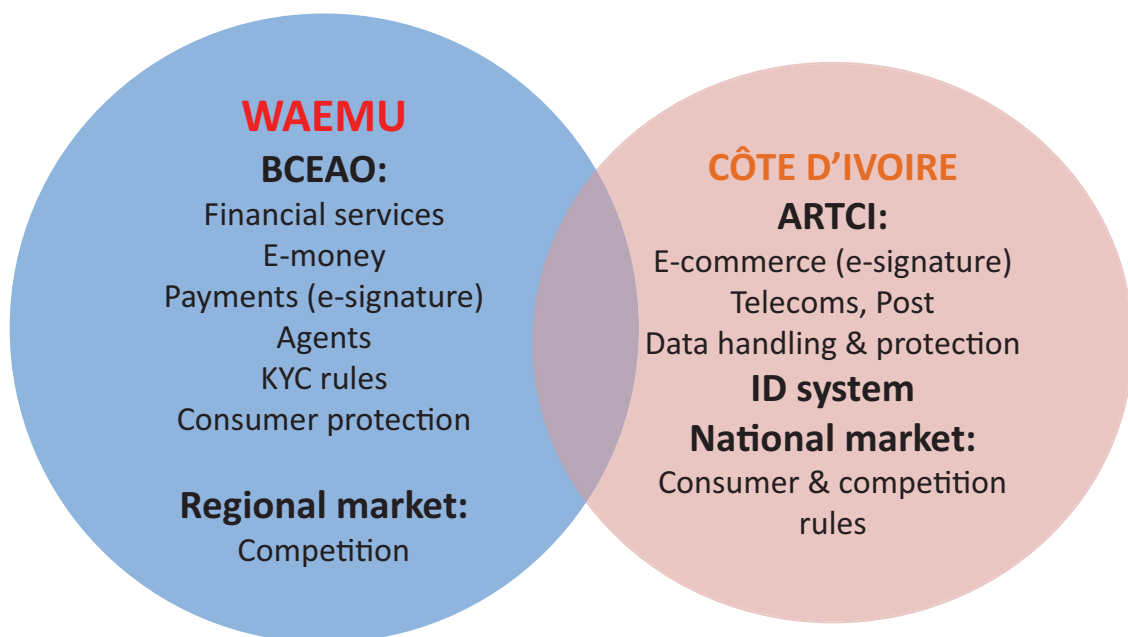 WAEMU
BCEAO:
Financial services
E-money
Payments (e-signature)
Agents
KYC rules
Consumer protection
Regional market:
Competition
CÔTE D’IVOIRE
ARTCI:
E-commerce (e-signature)
Telecoms, Post
Data handling & protection
ID system
National market:
Consumer & competition
rules